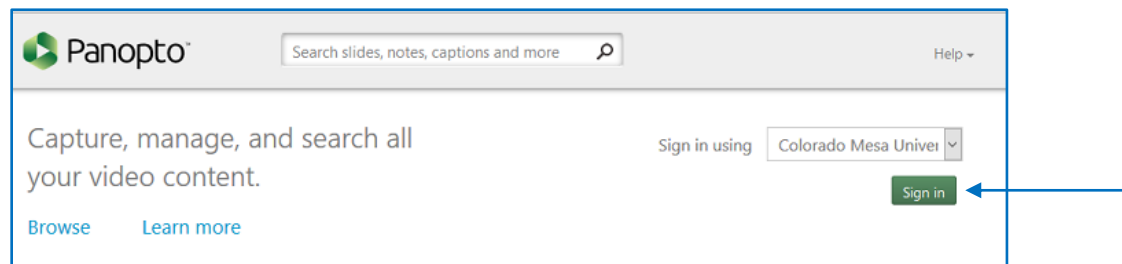 Panopto™
Search slides, notes, captions and more
Help
Capture, manage, and search all
your video content.
Sign in using
Colorado Mesa Univer
Sign in
Browse
Learn more